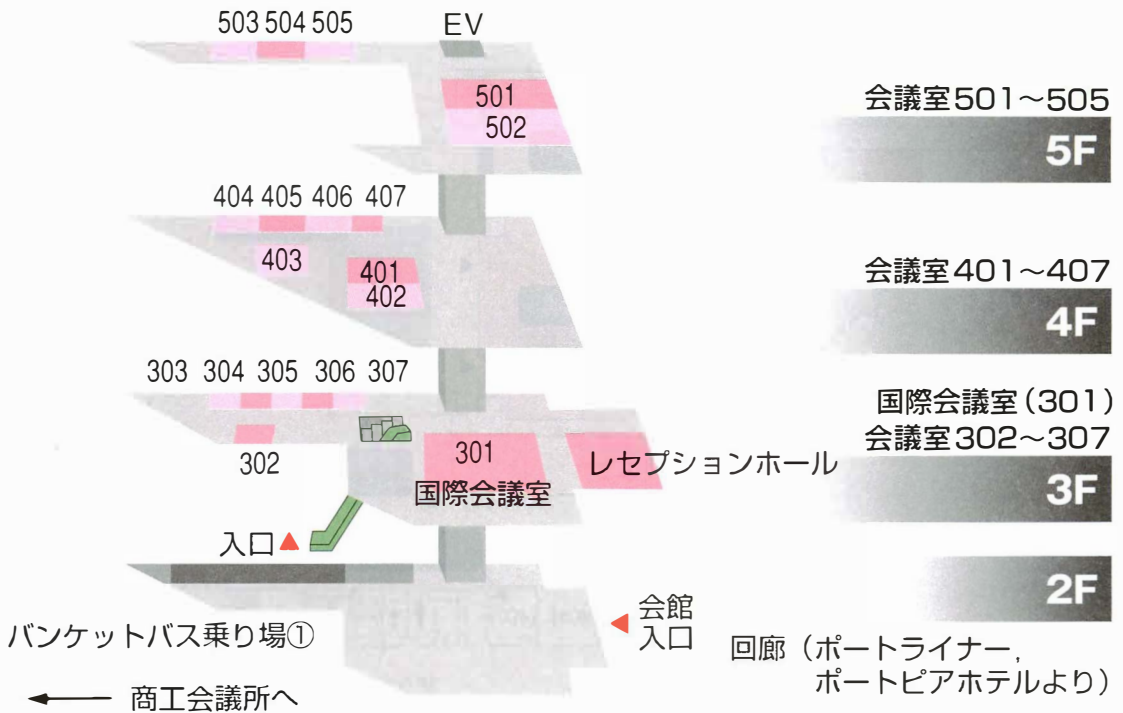 503 504 505
EV
501
502
会議室501～505
5F
404 405 406 407
403
401
402
会議室401～407
4F
303 304 305 306 307
302
301
国際会議室
レセプションホール
国際会議室(301)
会議室302～307
3F
入口
2F
会館
入口
バンケットバス乗り場①
回廊（ポートライナー,
ポートピアホテルより）
商工会議所へ